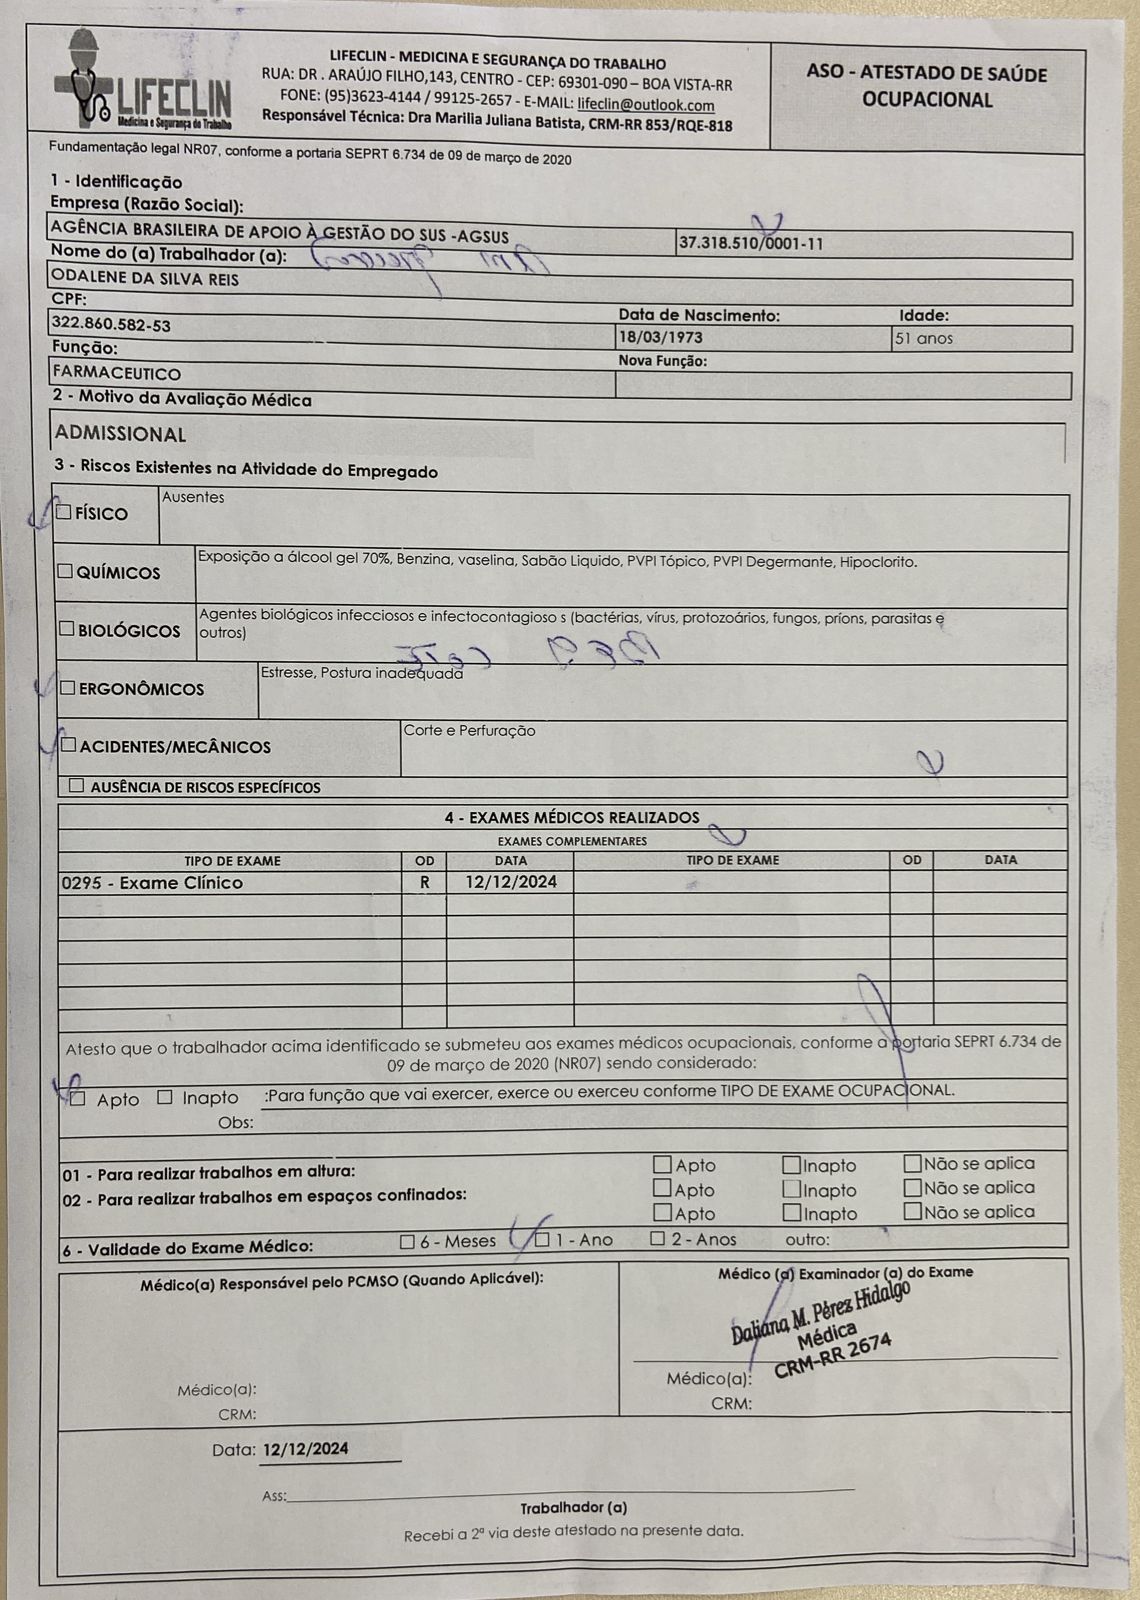 LIFECLIN
Medicina e Segurança do Trabalho
LIFECLIN - MEDICINA E SEGURANÇA DO TRABALHO
RUA: DR . ARAÚJO FILHO,143, CENTRO - CEP: 69301-090 – BOA VISTA-RR
FONE: (95)3623-4144 / 99125-2657 - E-MAIL: lifeclin@outlook.com
Responsável Técnica: Dra Marilia Juliana Batista, CRM-RR 853/RQE-818
ASO - ATESTADO DE SAÚDE
OCUPACIONAL
Fundamentação legal NR07, conforme a portaria SEPRT 6.734 de 09 de março de 2020
1 - Identificação
Empresa (Razão Social):
AGÊNCIA BRASILEIRA DE APOIO À GESTÃO DO SUS -AGSUS 37.318.510/0001-11
Nome do (a) Trabalhador (a):
ODALENE DA SILVA REIS
CPF: Data de Nascimento: Idade:
322.860.582-53 18/03/1973 51 anos
Função: Nova Função:
FARMACEUTICO
2 - Motivo da Avaliação Médica
ADMISSIONAL
3 - Riscos Existentes na Atividade do Empregado
FÍSICO Ausentes
QUÍMICOS Exposição a álcool gel 70%, Benzina, vaselina, Sabão Liquido, PVPI Tópico, PVPI Degermante, Hipoclorito.
BIOLÓGICOS Agentes biológicos infecciosos e infectocontagioso s (bactérias, vírus, protozoários, fungos, príons, parasitas e
outros)
ERGONÔMICOS Estresse, Postura inadequada
ACIDENTES/MECÂNICOS Corte e Perfuração
AUSÊNCIA DE RISCOS ESPECÍFICOS
4 - EXAMES MÉDICOS REALIZADOS
EXAMES COMPLEMENTARES
TIPO DE EXAME OD DATA TIPO DE EXAME OD DATA
0295 - Exame Clínico R 12/12/2024
Atesto que o trabalhador acima identificado se submeteu aos exames médicos ocupacionais, conforme a portaria SEPRT 6.734 de
09 de março de 2020 (NR07) sendo considerado:
Apto Inapto :Para função que vai exercer, exerce ou exerceu conforme TIPO DE EXAME OCUPACIONAL.
Obs:
01 - Para realizar trabalhos em altura: Apto Inapto Não se aplica
02 - Para realizar trabalhos em espaços confinados: Apto Inapto Não se aplica
Apto Inapto Não se aplica
6 - Validade do Exame Médico: 6 - Meses 1 - Ano 2 - Anos outro:
Médico(a) Responsável pelo PCMSO (Quando Aplicável):
Médico(a):
CRM:
Médico (a) Examinador (a) do Exame
Daliana M. Pérez Hidalgo
Médica
CRM-RR 2674
Médico(a):
CRM:
Data: 12/12/2024
Ass:
Trabalhador (a)
Recebi a 2ª via deste atestado na presente data.